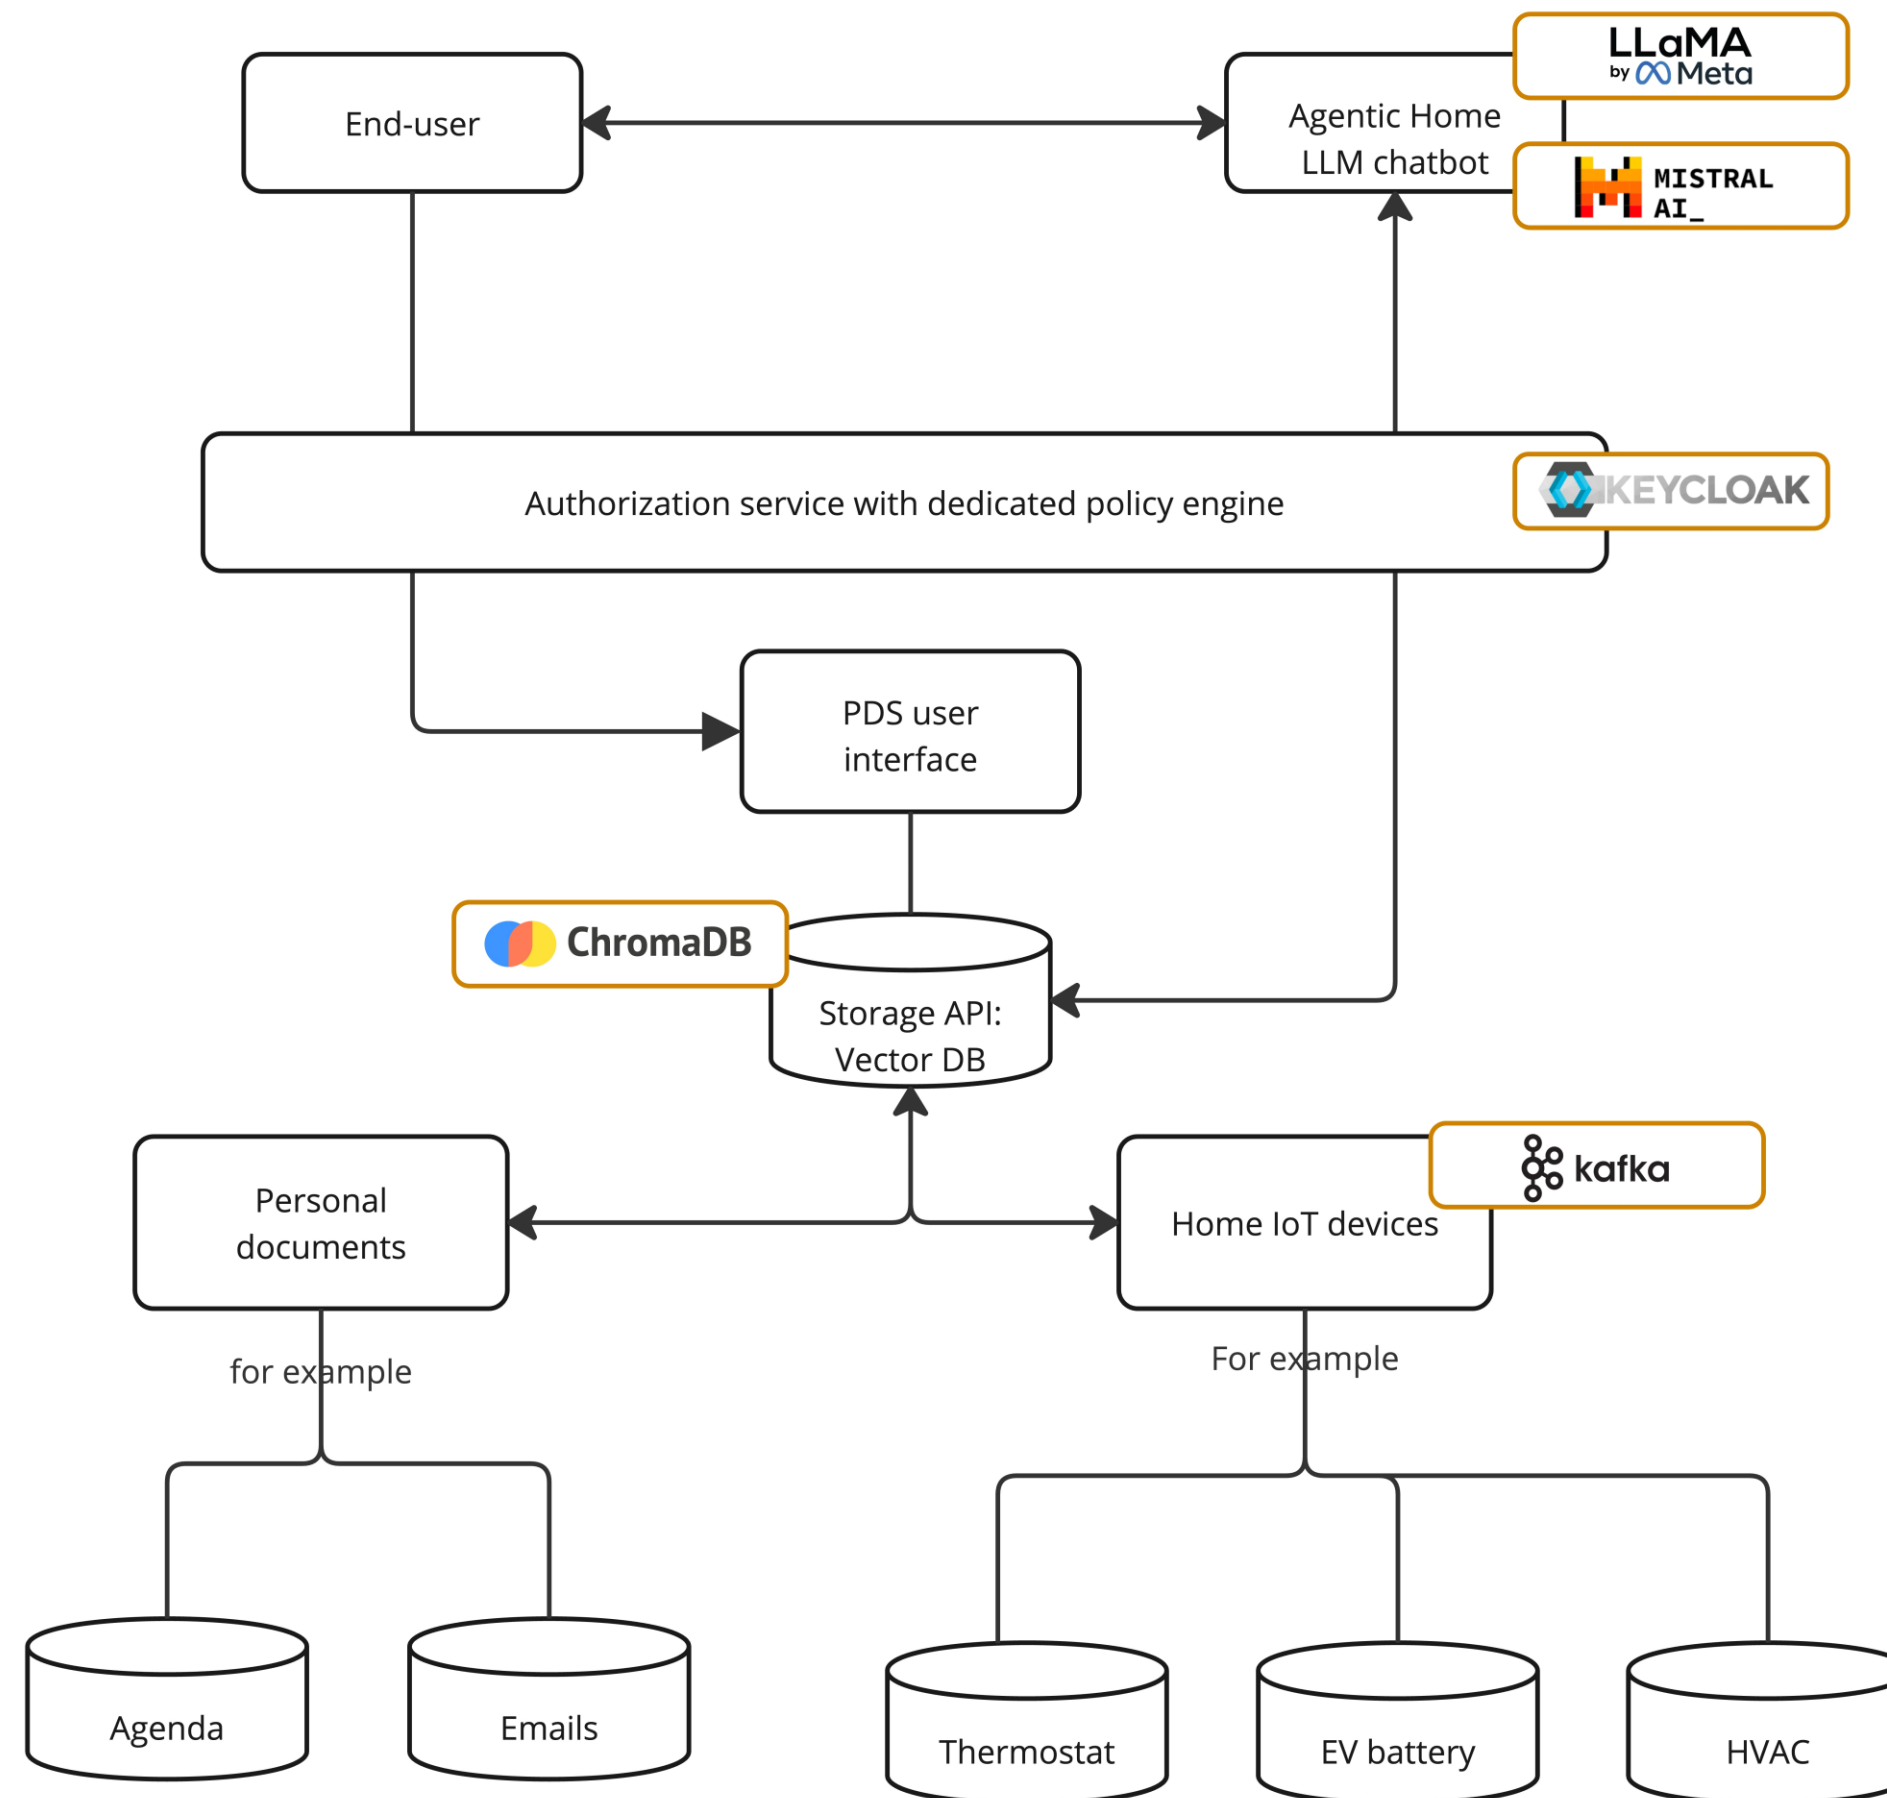 LLaMA
by Meta
End-user
Agentic Home
LLM chatbot
MISTRAL
AI_
Authorization service with dedicated policy engine
KEYCLOAK
PDS user
interface
ChromaDB
Storage API:
Vector DB
Personal
documents
kafka
Home IoT devices
for example
For example
Agenda
Emails
Thermostat
EV battery
HVAC